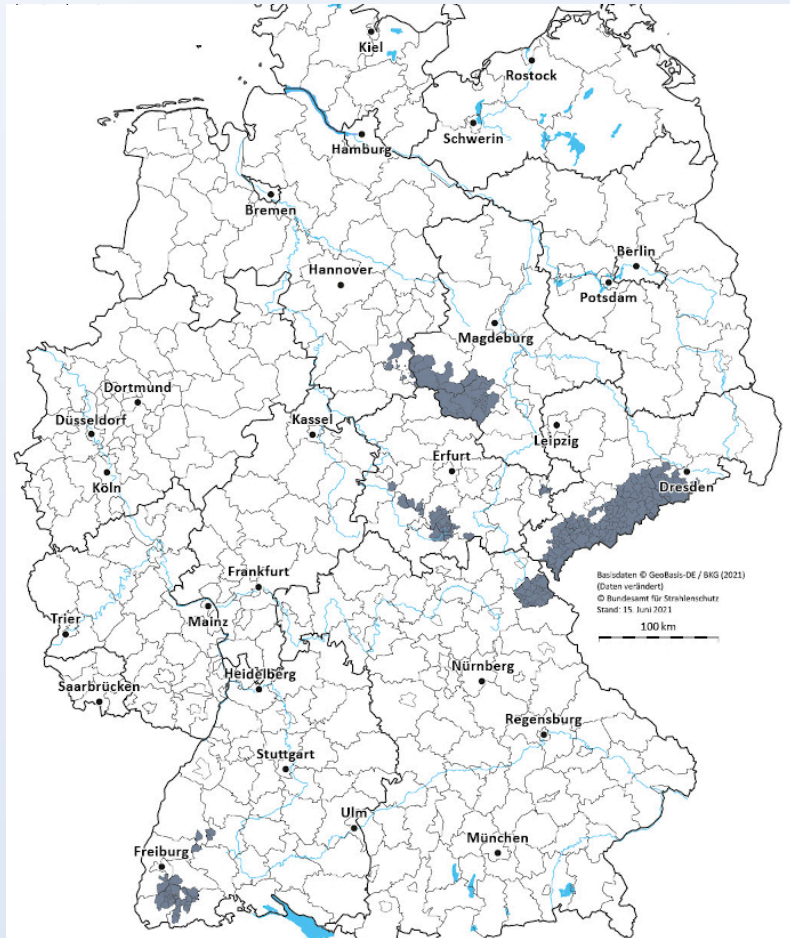 Kiel
Rostock
Schwerin
Hamburg
Bremen
Berlin
Hannover
Potsdam
Magdeburg
Dortmund
Düsseldorf
Kassel
Leipzig
Erfurt
Köln
Dresden
Basisdaten © GeoBasis-DE / BKG (2021)
(Daten verändert)
© Bundesamt für Strahlenschutz
Stand: 15. Juni 2021
100 km
Frankfurt
Mainz
Trier
Nürnberg
Heidelberg
Saarbrücken
Regensburg
Stuttgart
Ulm
München
Freiburg